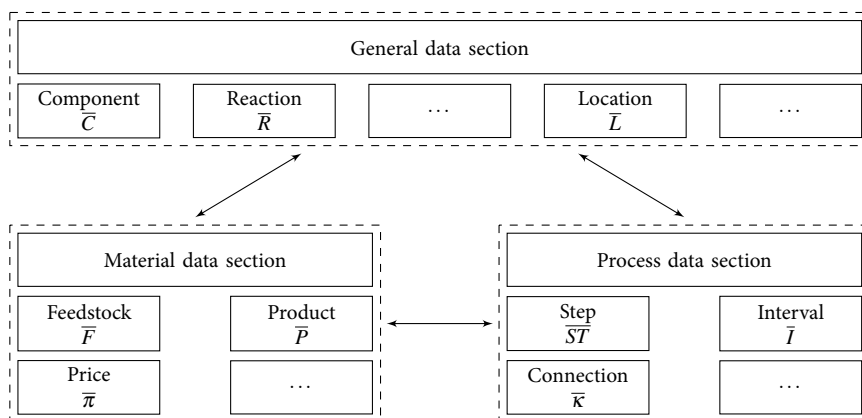 General data section
Component Reaction ... Location ...
C̅ R̅ L̅
Material data section Process data section
Feedstock Product Step Interval
F̅ P̅ S̅T̅ I̅
Price ... Connection ...
π̅ κ̅